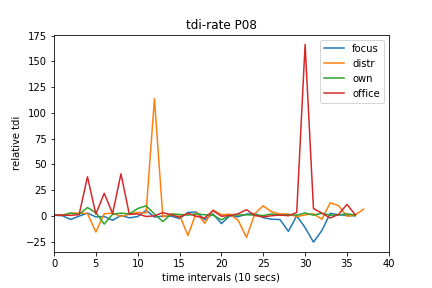 tdi-rate P08
175
150
125
100
75
50
25
0
−25
relative tdi
focus
distr
own
office
0 5 10 15 20 25 30 35 40
time intervals (10 secs)